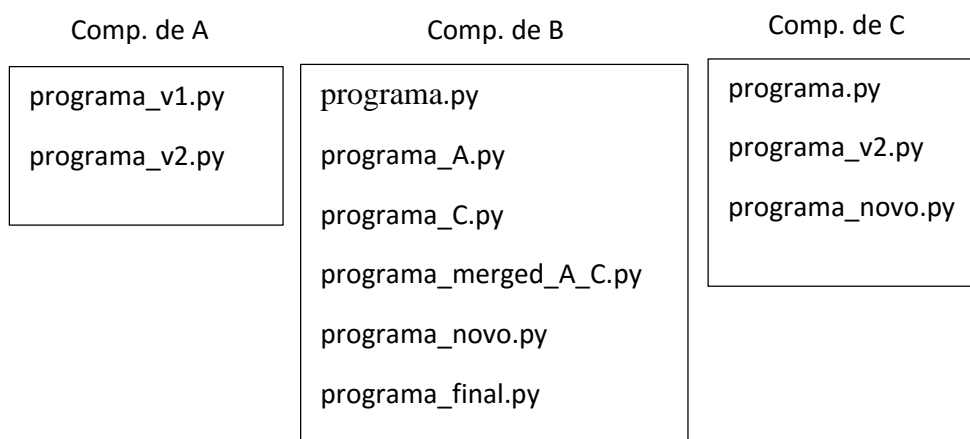 Comp. de A
programa_v1.py
programa_v2.py
Comp. de B
programa.py
programa_A.py
programa_C.py
programa_merged_A_C.py
programa_novo.py
programa_final.py
Comp. de C
programa.py
programa_v2.py
programa_novo.py